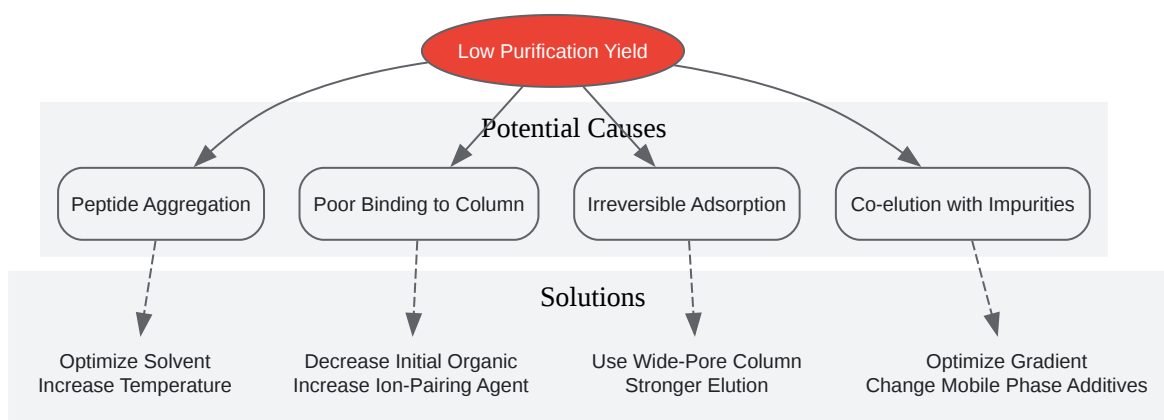 Low Purification Yield
Potential Causes
Peptide Aggregation
Poor Binding to Column
Irreversible Adsorption
Co-elution with Impurities
Solutions
Optimize Solvent
Increase Temperature
Decrease Initial Organic
Increase Ion-Pairing Agent
Use Wide-Pore Column
Stronger Elution
Optimize Gradient
Change Mobile Phase Additives